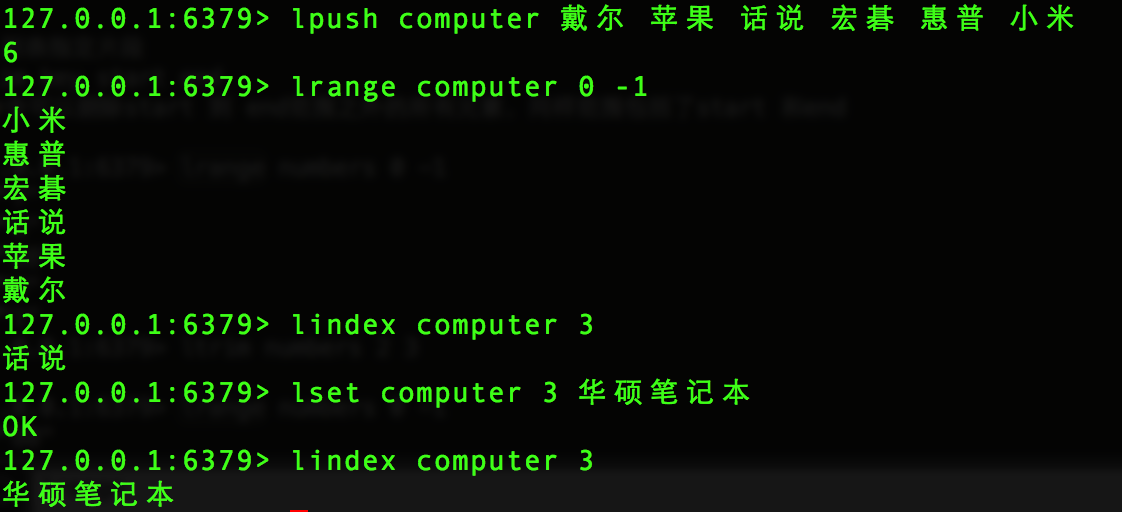 127.0.0.1:6379> lpush computer 戴尔 苹果 话说 宏碁 惠普 小米
6
127.0.0.1:6379> lrange computer 0 -1
小米
惠普
宏碁
话说
苹果
戴尔
127.0.0.1:6379> lindex computer 3
话说
127.0.0.1:6379> lset computer 3 华硕笔记本
OK
127.0.0.1:6379> lindex computer 3
华硕笔记本